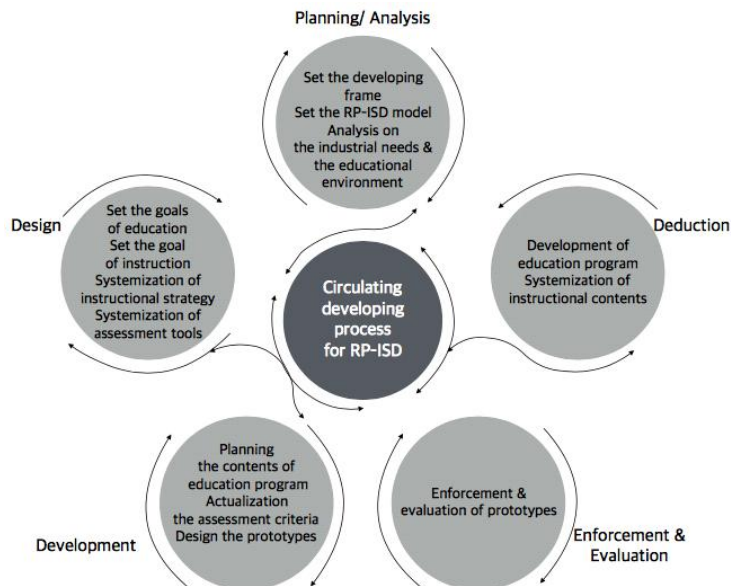 Planning/ Analysis
Set the developing
frame
Set the RP-ISD model
Analysis on
the industrial needs &
the educational
environment
Design
Set the goals
of education
Set the goal
of instruction
Systemization of
instructional strategy
Systemization of
assessment tools
Circulating
developing
process
for RP-ISD
Deduction
Development of
education program
Systemization of
instructional contents
Development
Planning
the contents of
education program
Actualization
the assessment criteria
Design the prototypes
Enforcement &
evaluation of prototypes
Enforcement &
Evaluation